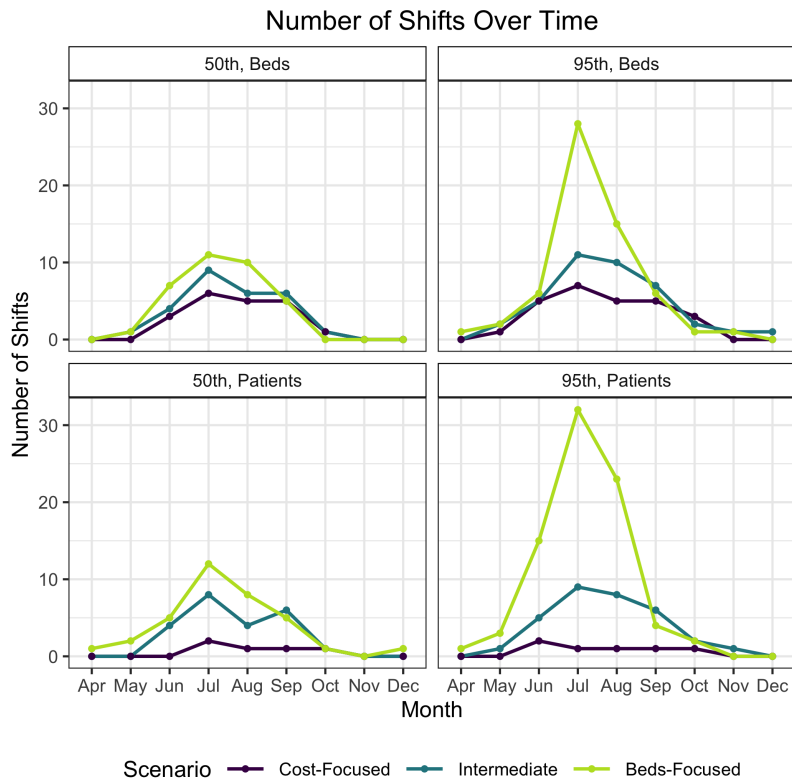 Number of Shifts Over Time
50th, Beds
95th, Beds
30
20
10
0
50th, Patients
95th, Patients
30
20
10
0
Number of Shifts
Apr May Jun Jul Aug Sep Oct Nov Dec
Apr May Jun Jul Aug Sep Oct Nov Dec
Month
Scenario Cost-Focused Intermediate Beds-Focused